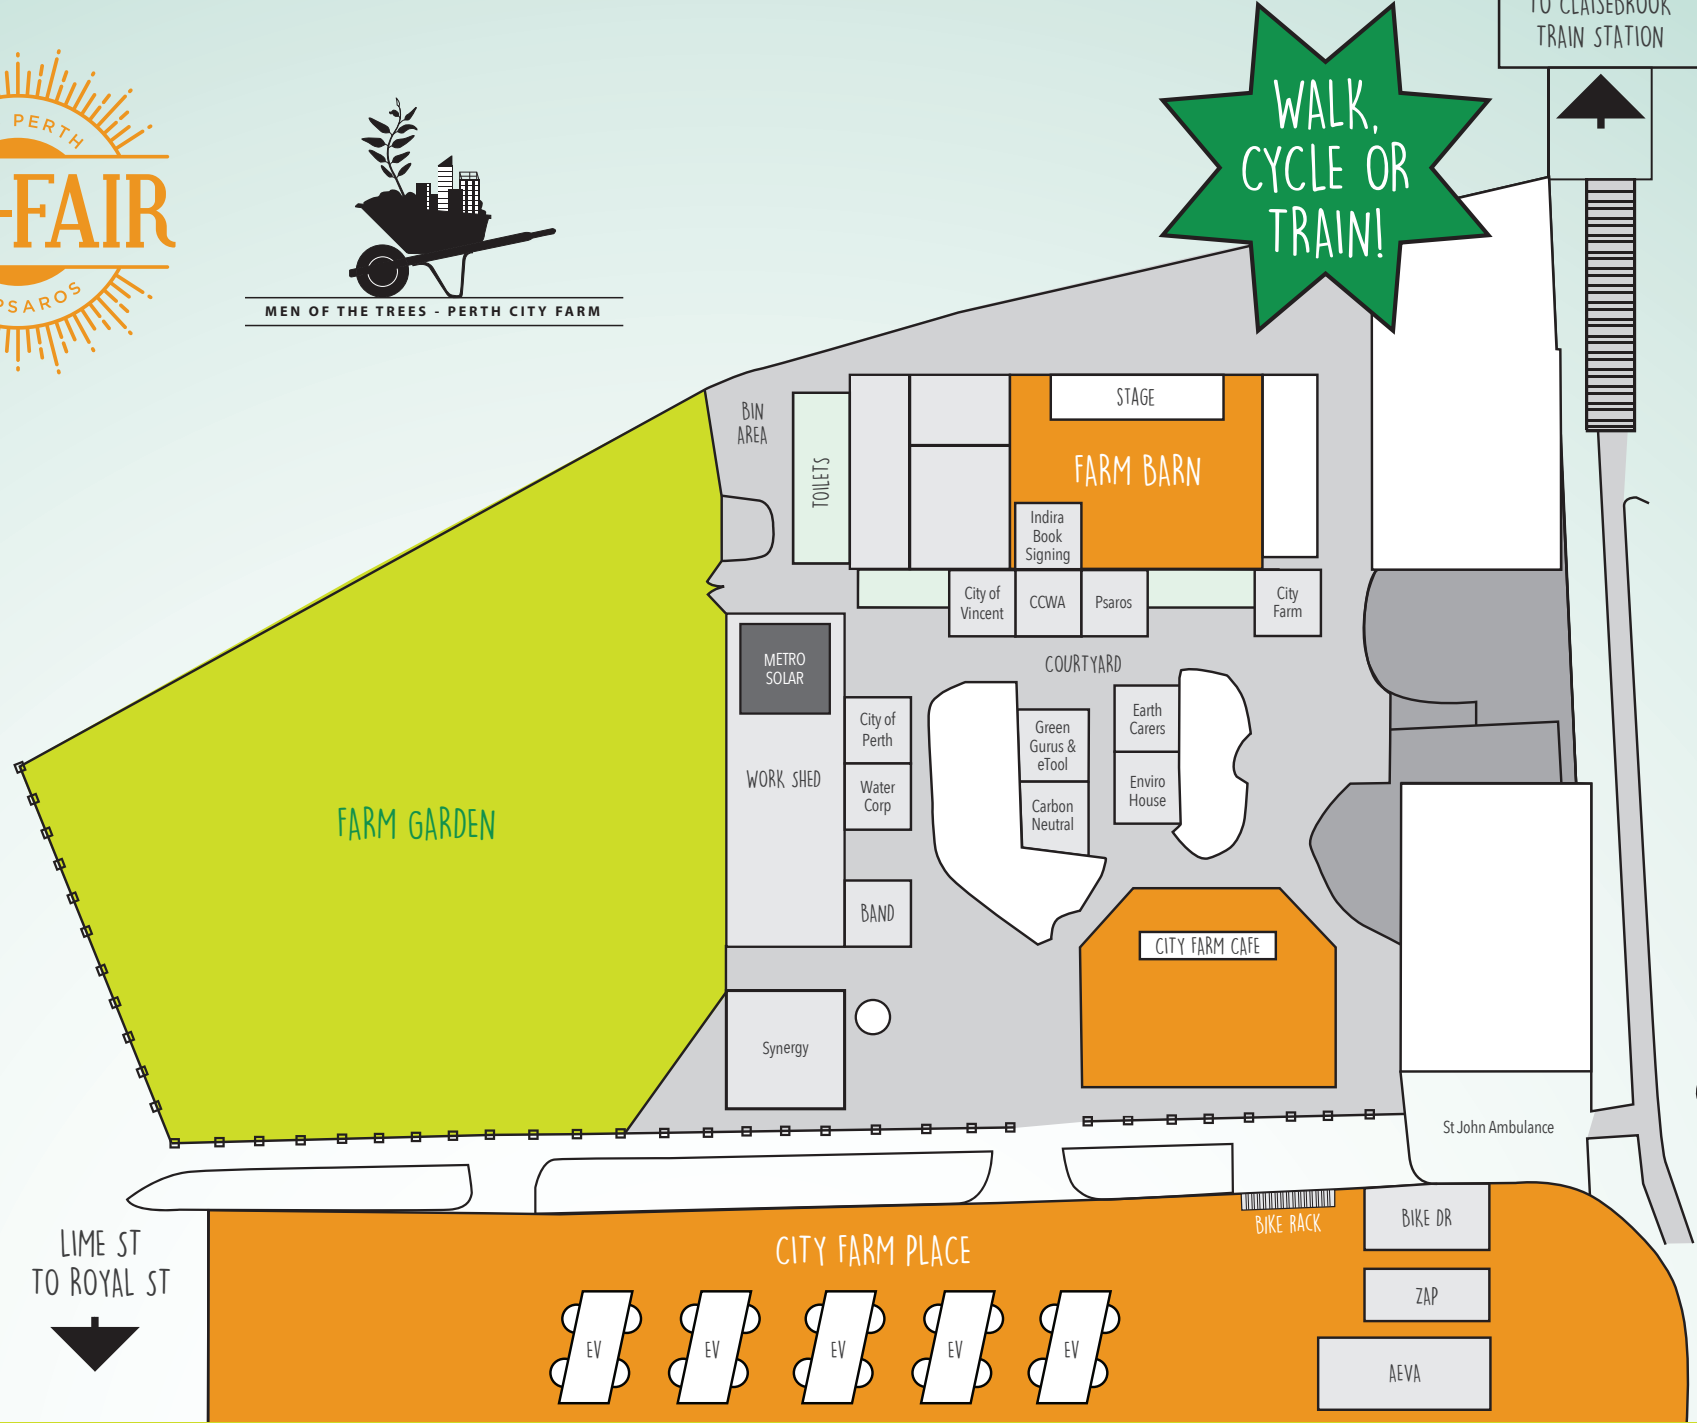 TO CLAISEBROOK
TRAIN STATION
WALK,
CYCLE OR
TRAIN!
PERTH
-FAIR
PSAROS
MEN OF THE TREES - PERTH CITY FARM
BIN
AREA
TOILETS
STAGE
FARM BARN
Indira
Book
Signing
City of
Vincent
CCWA
Psaros
City
Farm
COURTYARD
METRO
SOLAR
WORK SHED
City of
Perth
Water
Corp
BAND
Green
Gurus &
eTool
Carbon
Neutral
Earth
Carers
Enviro
House
FARM GARDEN
CITY FARM CAFE
Synergy
St John Ambulance
LIME ST
TO ROYAL ST
CITY FARM PLACE
BIKE RACK
BIKE DR
ZAP
AEVA
EV
EV
EV
EV
EV